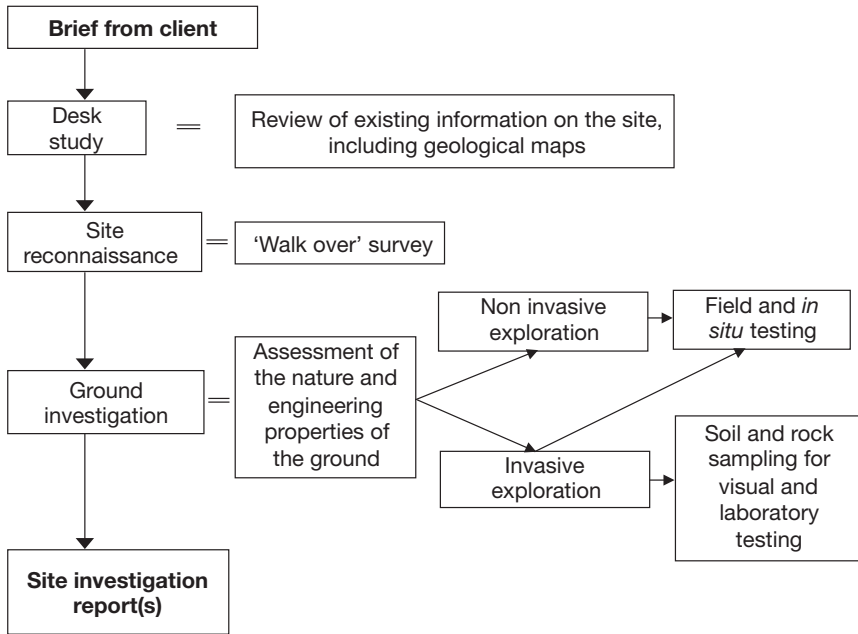 Brief from client
Desk
study
=
Review of existing information on the site,
including geological maps
Site
reconnaissance
=
‘Walk over’ survey
Ground
investigation
=
Assessment of
the nature and
engineering
properties of
the ground
Non invasive
exploration
Field and in
situ testing
Invasive
exploration
Soil and rock
sampling for
visual and
laboratory
testing
Site investigation
report(s)